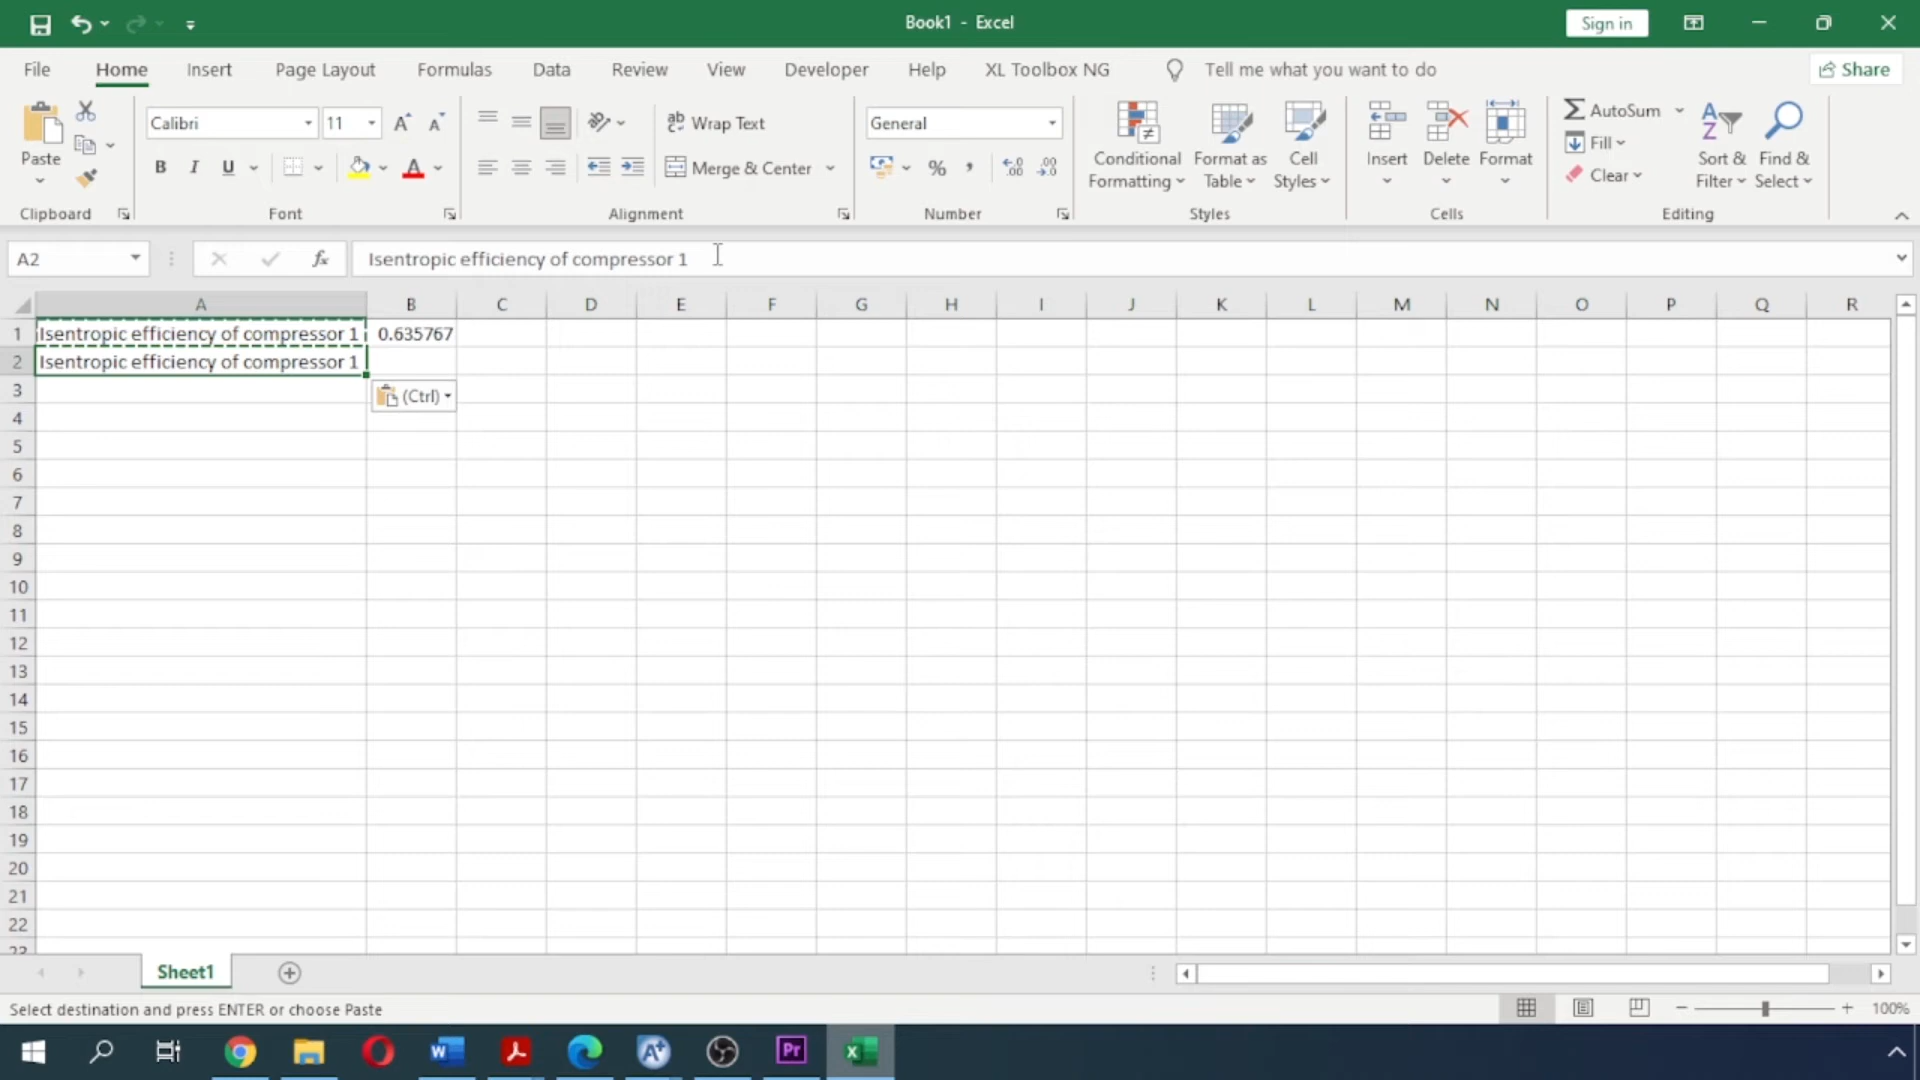 Book1 - Excel
Sign in
File Home Insert Page Layout Formulas Data Review View Developer Help XL Toolbox NG Tell me what you want to do Share
Paste
Clipboard
Calibri 11
B I U
Font
Wrap Text
Merge & Center
Alignment
General
%
Number
Conditional Formatting
Format as Table
Cell Styles
Styles
Insert Delete Format
Cells
AutoSum
Fill
Clear
Sort & Filter
Find & Select
Editing
A2 fx Isentropic efficiency of compressor 1
A B C D E F G H I J K L M N O P Q R
1 Isentropic efficiency of compressor 1 0.635767
2 Isentropic efficiency of compressor 1
3 (Ctrl)
4
5
6
7
8
9
10
11
12
13
14
15
16
17
18
19
20
21
22
23
Sheet1
Select destination and press ENTER or choose Paste 100%